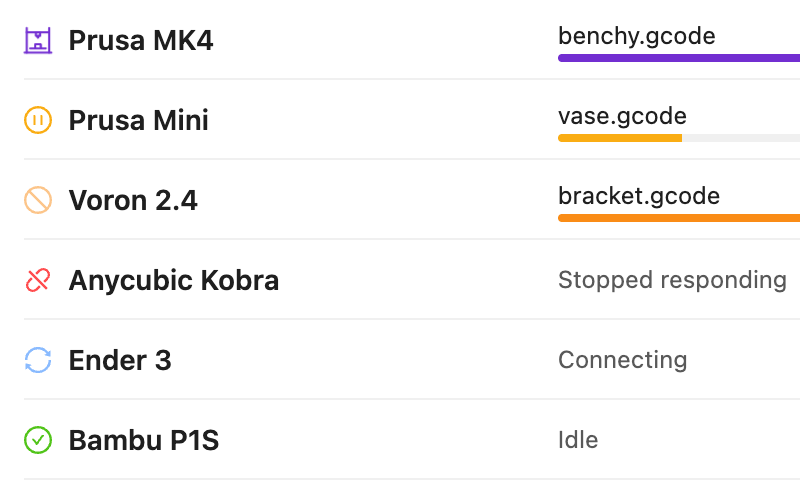 Prusa MK4
benchy.gcode
Prusa Mini
vase.gcode
Voron 2.4
bracket.gcode
Anycubic Kobra
Stopped responding
Ender 3
Connecting
Bambu P1S
Idle